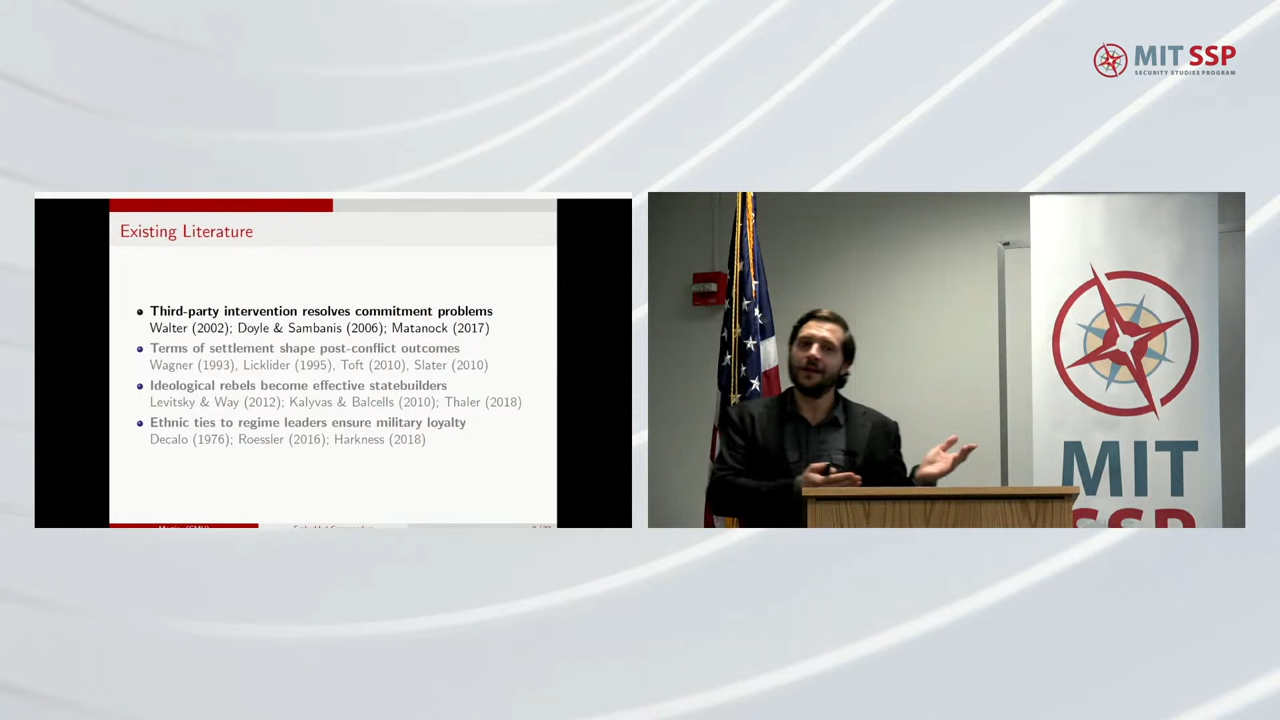 MIT SSP
SECURITY STUDIES PROGRAM
Existing Literature
Third-party intervention resolves commitment problems
Walter (2002); Doyle & Sambanis (2006); Matanock (2017)
Terms of settlement shape post-conflict outcomes
Wagner (1993), Licklider (1995), Toft (2010), Slater (2010)
Ideological rebels become effective statebuilders
Levitsky & Way (2012); Kalyvas & Balcells (2010); Thaler (2018)
Ethnic ties to regime leaders ensure military loyalty
Decalo (1976); Roessler (2016); Harkness (2018)
MIT
SSP